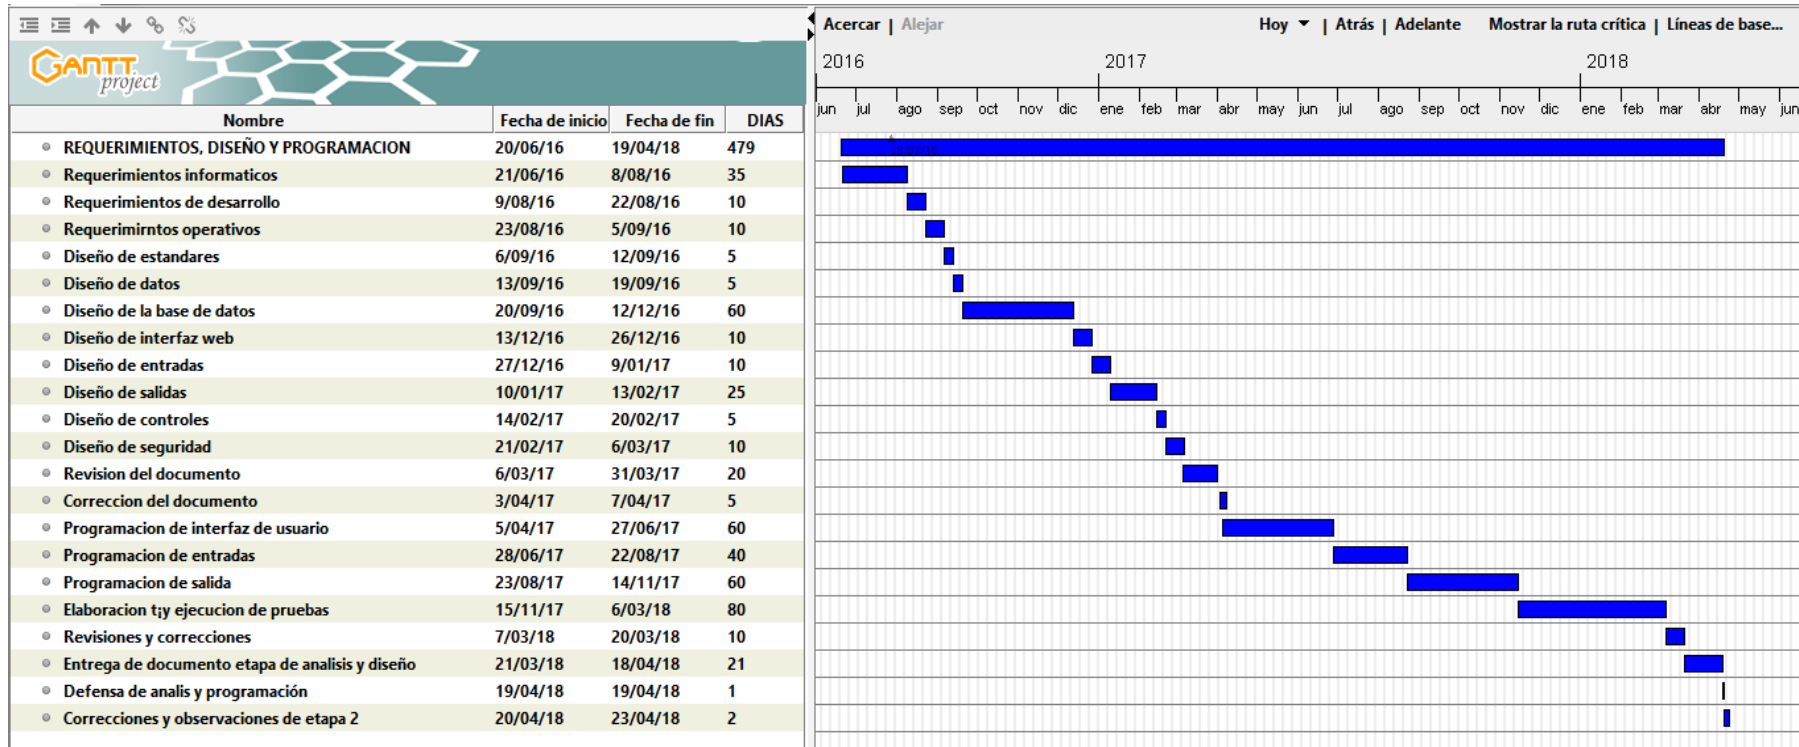 Acercar | Alejar Hoy | Atrás | Adelante Mostrar la ruta crítica | Líneas de base...
GANTT project
2016 2017 2018
jun jul ago sep oct nov dic ene feb mar abr may jun jul ago sep oct nov dic ene feb mar abr may jun
Nombre Fecha de inicio Fecha de fin DIAS
REQUERIMIENTOS, DISEÑO Y PROGRAMACION 20/06/16 19/04/18 479
Requerimientos informaticos 21/06/16 8/08/16 35
Requerimientos de desarrollo 9/08/16 22/08/16 10
Requerimirntos operativos 23/08/16 5/09/16 10
Diseño de estandares 6/09/16 12/09/16 5
Diseño de datos 13/09/16 19/09/16 5
Diseño de la base de datos 20/09/16 12/12/16 60
Diseño de interfaz web 13/12/16 26/12/16 10
Diseño de entradas 27/12/16 9/01/17 10
Diseño de salidas 10/01/17 13/02/17 25
Diseño de controles 14/02/17 20/02/17 5
Diseño de seguridad 21/02/17 6/03/17 10
Revision del documento 6/03/17 31/03/17 20
Correccion del documento 3/04/17 7/04/17 5
Programacion de interfaz de usuario 5/04/17 27/06/17 60
Programacion de entradas 28/06/17 22/08/17 40
Programacion de salida 23/08/17 14/11/17 60
Elaboracion t¡y ejecucion de pruebas 15/11/17 6/03/18 80
Revisiones y correcciones 7/03/18 20/03/18 10
Entrega de documento etapa de analisis y diseño 21/03/18 18/04/18 21
Defensa de analis y programación 19/04/18 19/04/18 1
Correcciones y observaciones de etapa 2 20/04/18 23/04/18 2